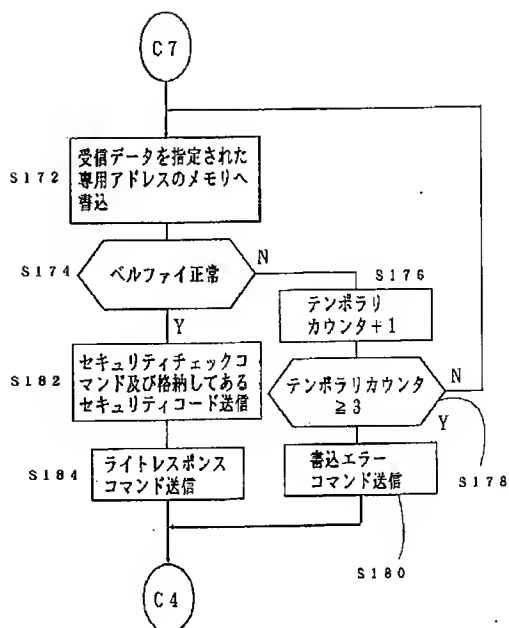 C7
S172
受信データを指定された
専用アドレスのメモリへ
書込
S174
ベルファイ正常
N
Y
S176
テンポラリ
カウンタ+1
S182
セキュリティチェックコ
マンド及び格納してある
セキュリティコード送信
テンポラリカウンタ
≧3
N
Y
S178
S184
ライトレスポンス
コマンド送信
書込エラー
コマンド送信
S180
C4